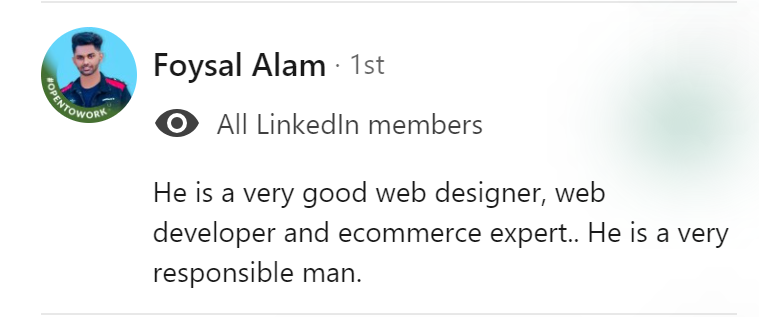 Foysal Alam · 1st
All LinkedIn members
He is a very good web designer, web
developer and ecommerce expert.. He is a very
responsible man.
#OPENTOWORK